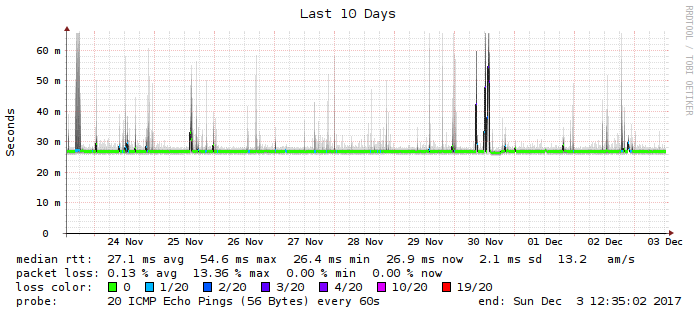 Last 10 Days
RRDTOOL / TOBI OETIKER
Seconds
60 m
50 m
40 m
30 m
20 m
10 m
0
24 Nov 25 Nov 26 Nov 27 Nov 28 Nov 29 Nov 30 Nov 01 Dec 02 Dec 03 Dec
median rtt: 27.1 ms avg 54.6 ms max 26.4 ms min 26.9 ms now 2.1 ms sd 13.2 am/s
packet loss: 0.13 % avg 13.36 % max 0.00 % min 0.00 % now
loss color: 0 1/20 2/20 3/20 4/20 10/20 19/20
probe: 20 ICMP Echo Pings (56 Bytes) every 60s end: Sun Dec 3 12:35:02 2017